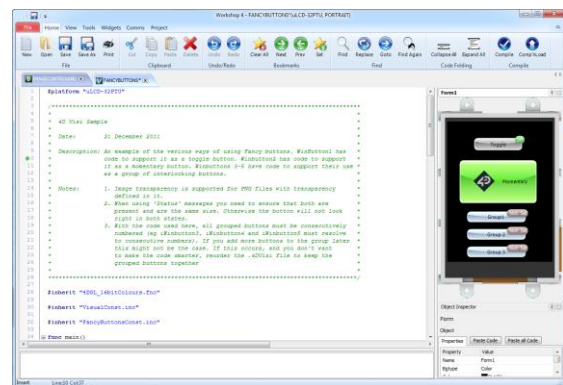 Workshop 4 - FANCYBUTTONS*(uLCD-32PTU, PORTRAIT)
File Home View Tools Widgets Comms Project
New Open Save Save As Print Cut Copy Paste Delete Undo Redo Clear All Next Prev Set Find Replace Goto Find Again Collapse All Expand All Compile Comp'nLoad
File Clipboard Undo/Redo Bookmarks Find Code Folding Compile
FANCYBUTTONS*
#platform "uLCD-32PTU"
4D ViSi Sample
Date: December 2011
Description: An example of the various ways of using Fancy buttons. WinButton1 has
code to support it as a toggle button. Winbutton2 has code to support
it as a momentary button. Winbuttons 3-5 have code to support their use
as a group of interlocking buttons.
Notes: 1. Image transparency is supported for PNG files with transparency
defined in it.
2. When using 'Status' messages you need to ensure that both are
present and are the same size. Otherwise the button will not look
right in both states.
3. With the code used here, all grouped buttons must be consecutively
numbered (eg iWinbutton3, iWinbutton4 and iWinbutton5 must resolve
to consecutive numbers). If you add more buttons to the group later
this might not be the case. If this occurs, and you don't want
to make the code smarter, reorder the .4DViSi file to keep the
grouped buttons together
#inherit "4DGL_16bitColours.fnc"
#inherit "VisualConst.inc"
#inherit "FancyButtonsConst.inc"
func main()
Form1
Toggle
Momentary
Group1
Group 2
Group 3
Object Inspector
Form
Object
Properties Paste Code Paste all Code
Property Value
Name Form1
Bgtype Color
Insert